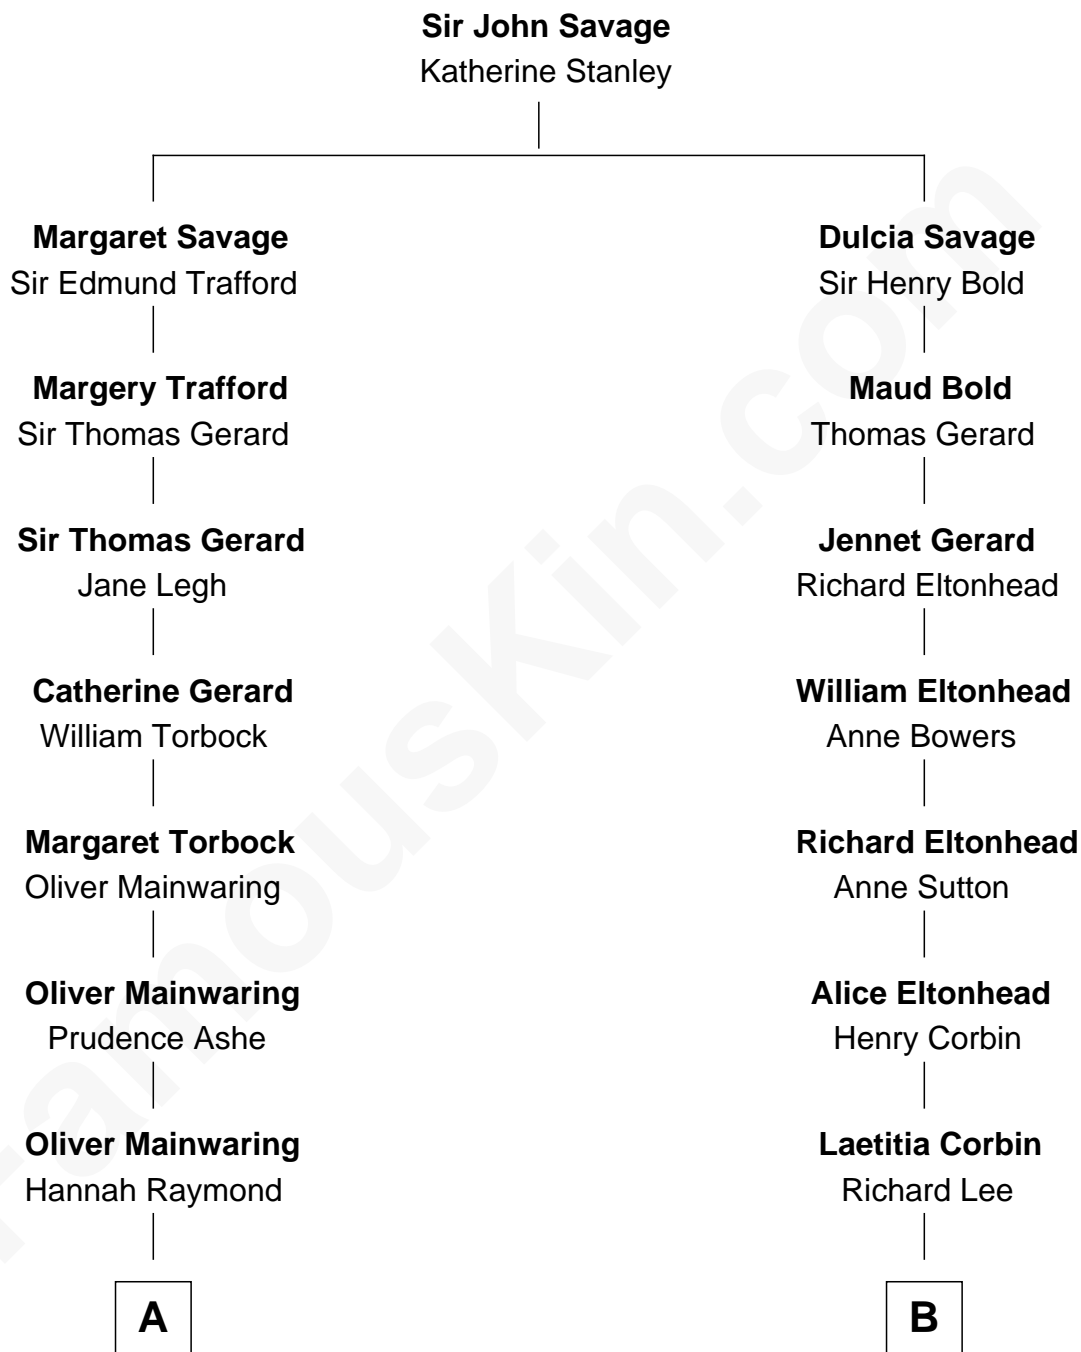 Sir John Savage
Katherine Stanley
Margaret Savage
Sir Edmund Trafford
Dulcia Savage
Sir Henry Bold
Margery Trafford
Sir Thomas Gerard
Maud Bold
Thomas Gerard
Sir Thomas Gerard
Jane Legh
Jennet Gerard
Richard Eltonhead
Catherine Gerard
William Torbock
William Eltonhead
Anne Bowers
Margaret Torbock
Oliver Mainwaring
Richard Eltonhead
Anne Sutton
Oliver Mainwaring
Prudence Ashe
Alice Eltonhead
Henry Corbin
Oliver Mainwaring
Hannah Raymond
Laetitia Corbin
Richard Lee
A
B
FamousKin.com